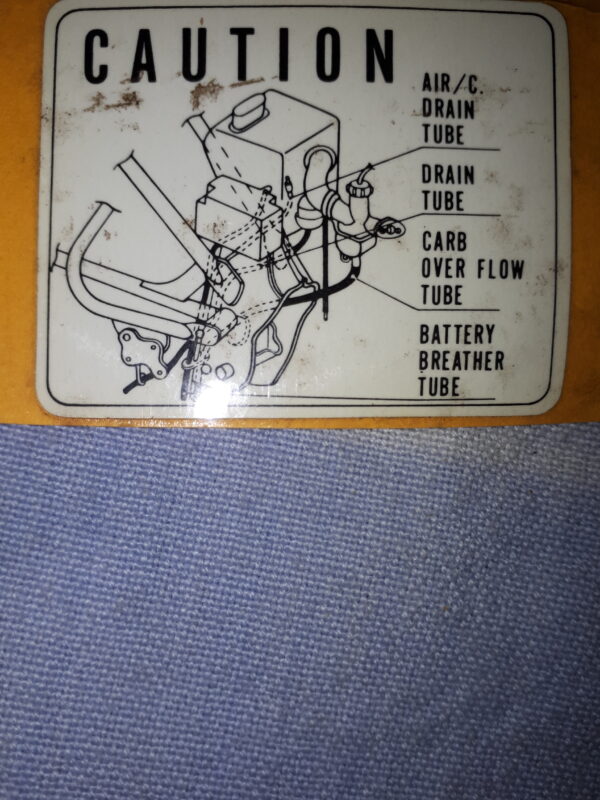 CAUTION
AIR/C.
DRAIN
TUBE
DRAIN
TUBE
CARB
OVER FLOW
TUBE
BATTERY
BREATHER
TUBE